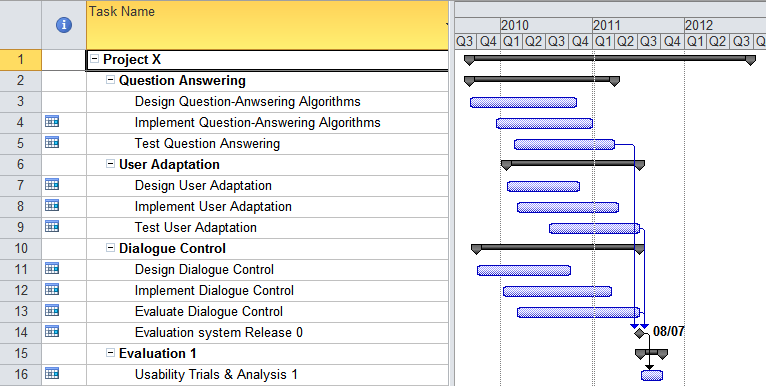 Task Name
2010 2011 2012
Q3 Q4 Q1 Q2 Q3 Q4 Q1 Q2 Q3 Q4 Q1 Q2 Q3 Q
1 Project X
2 Question Answering
3 Design Question-Anwsering Algorithms
4 Implement Question-Answering Algorithms
5 Test Question Answering
6 User Adaptation
7 Design User Adaptation
8 Implement User Adaptation
9 Test User Adaptation
10 Dialogue Control
11 Design Dialogue Control
12 Implement Dialogue Control
13 Evaluate Dialogue Control
14 Evaluation system Release 0 08/07
15 Evaluation 1
16 Usability Trials & Analysis 1